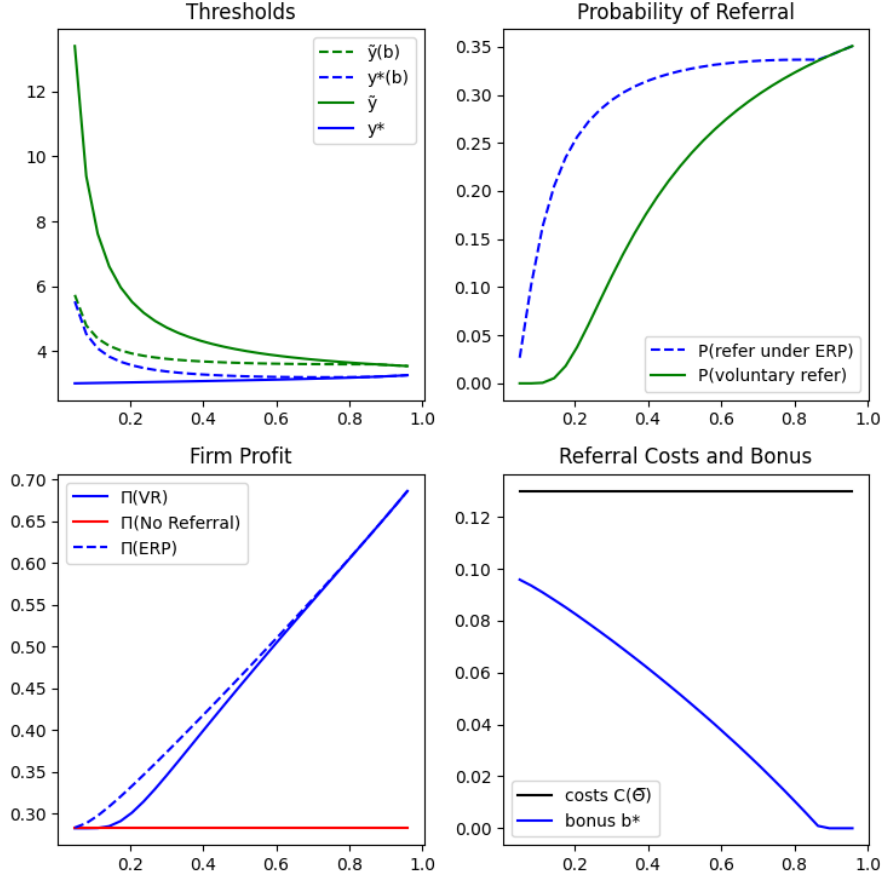 Thresholds
12
10
8
6
4
0.2 0.4 0.6 0.8 1.0
ỹ(b)
y*(b)
ỹ
y*
Probability of Referral
0.35
0.30
0.25
0.20
0.15
0.10
0.05
0.00
0.2 0.4 0.6 0.8 1.0
P(refer under ERP)
P(voluntary refer)
Firm Profit
0.70
0.65
0.60
0.55
0.50
0.45
0.40
0.35
0.30
0.2 0.4 0.6 0.8 1.0
Π(VR)
Π(No Referral)
Π(ERP)
Referral Costs and Bonus
0.12
0.10
0.08
0.06
0.04
0.02
0.00
0.2 0.4 0.6 0.8 1.0
costs C(Θ̅)
bonus b*